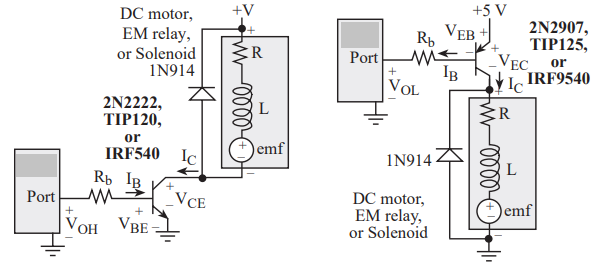 DC motor,
EM relay,
or Solenoid
1N914
+V
+
R
L
+
emf
−
2N2222,
TIP120,
or
IRF540
IC
Port
Rb
IB
+
VCE
−
+
VOH
−
+
VBE −
+5 V
Port
Rb
VEB
+
−
2N2907,
TIP125,
or
IRF9540
+
VEC
−
IB
IC
+
VOL
−
+
R
1N914
L
DC motor,
EM relay,
or Solenoid
+
emf
−